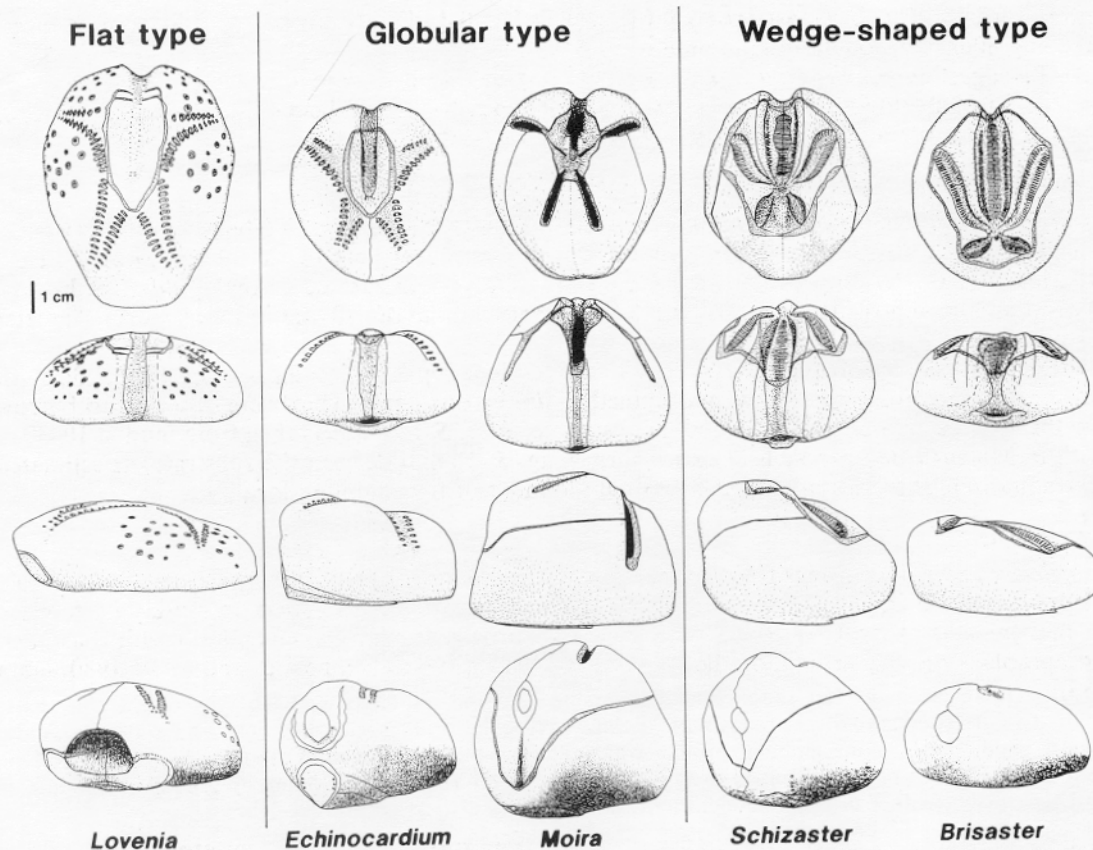 Flat type
Globular type
Wedge-shaped type
1 cm
Lovenia
Echinocardium
Moira
Schizaster
Brisaster